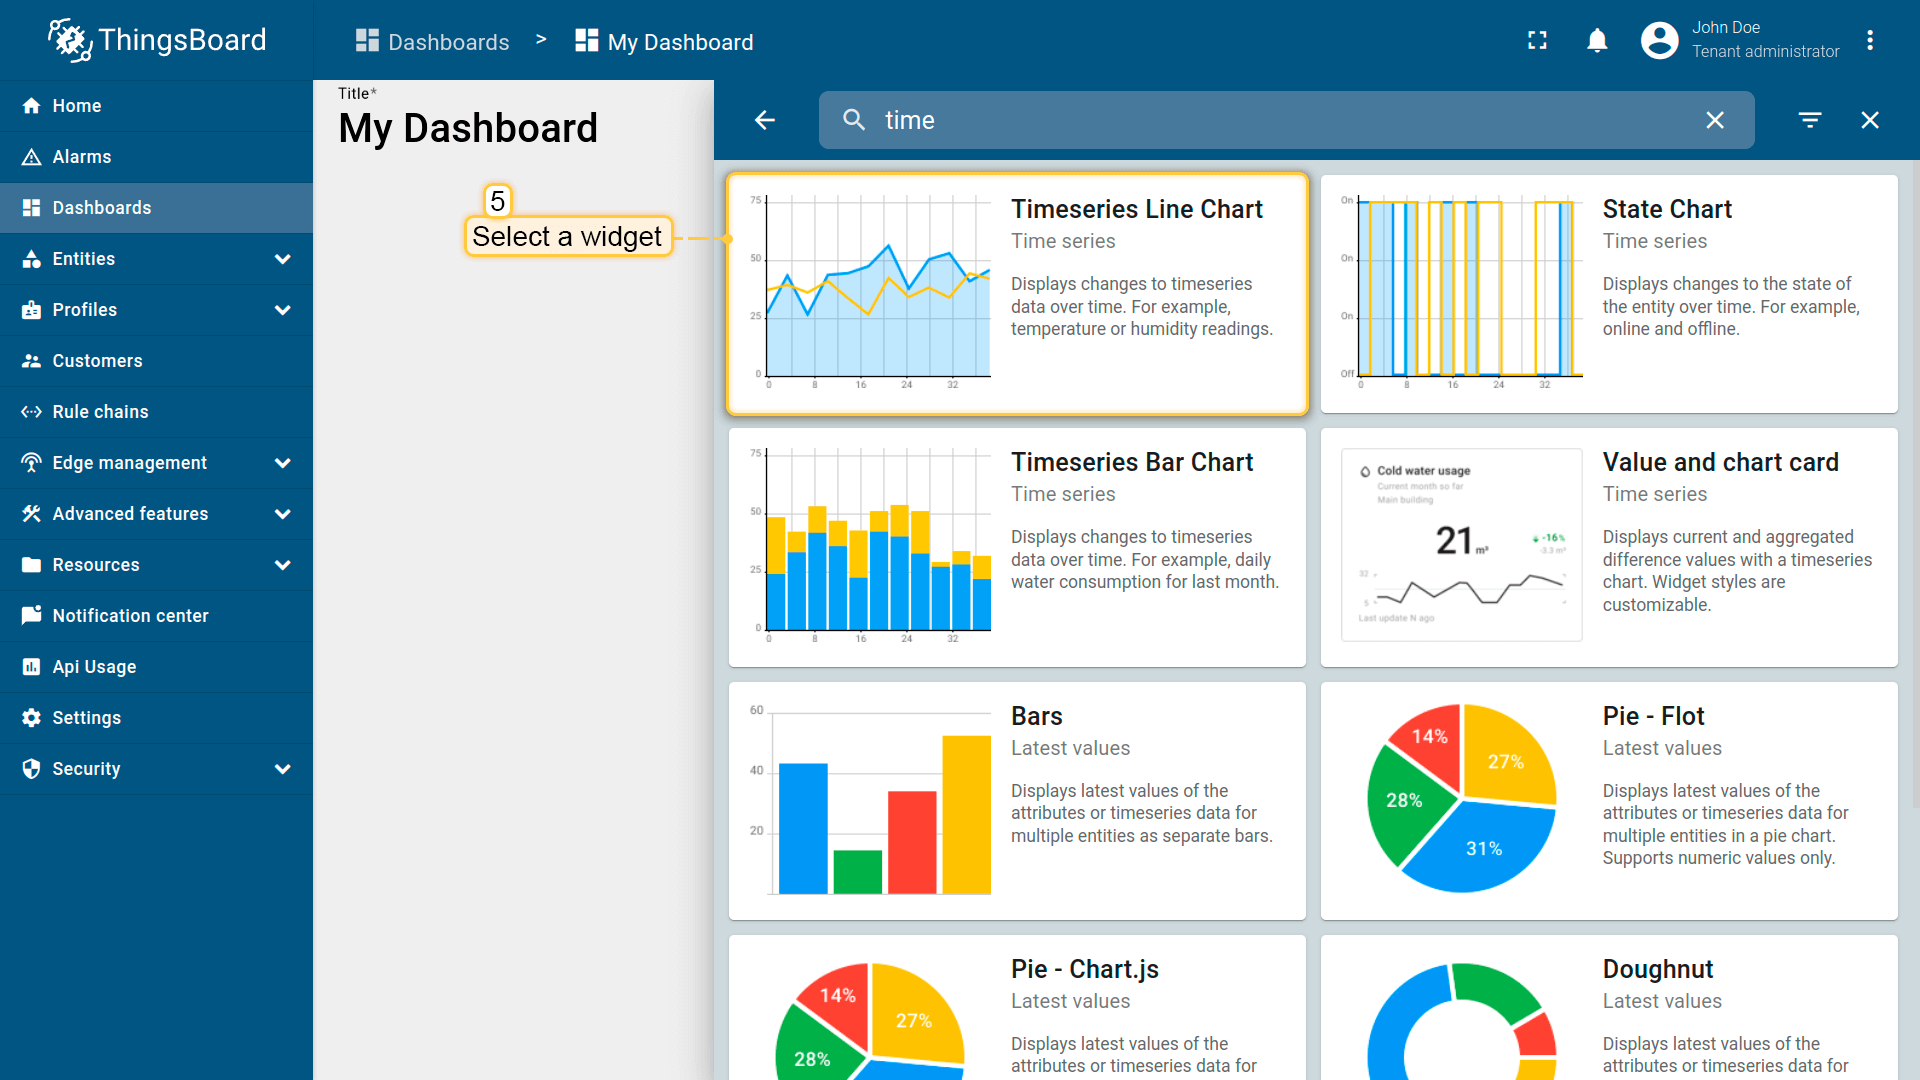 ThingsBoard
Dashboards > My Dashboard
John Doe
Tenant administrator
Home
Alarms
Dashboards
Entities
Profiles
Customers
Rule chains
Edge management
Advanced features
Resources
Notification center
Api Usage
Settings
Security
Title*
My Dashboard
5
Select a widget
time
75
50
25
0
0 8 16 24 32
Timeseries Line Chart
Time series
Displays changes to timeseries
data over time. For example,
temperature or humidity readings.
On
On
On
Off
0 8 16 24 32
State Chart
Time series
Displays changes to the state of
the entity over time. For example,
online and offline.
75
50
25
0
0 8 16 24 32
Timeseries Bar Chart
Time series
Displays changes to timeseries
data over time. For example, daily
water consumption for last month.
Cold water usage
Current month so far
Main building
21 m³
-16%
-3.3 m³
32
5
Last update N ago
Value and chart card
Time series
Displays current and aggregated
difference values with a timeseries
chart. Widget styles are
customizable.
60
40
20
Bars
Latest values
Displays latest values of the
attributes or timeseries data for
multiple entities as separate bars.
14%
27%
28%
31%
Pie - Flot
Latest values
Displays latest values of the
attributes or timeseries data for
multiple entities in a pie chart.
Supports numeric values only.
14%
27%
28%
Pie - Chart.js
Latest values
Displays latest values of the
attributes or timeseries data for
Doughnut
Latest values
Displays latest values of the
attributes or timeseries data for